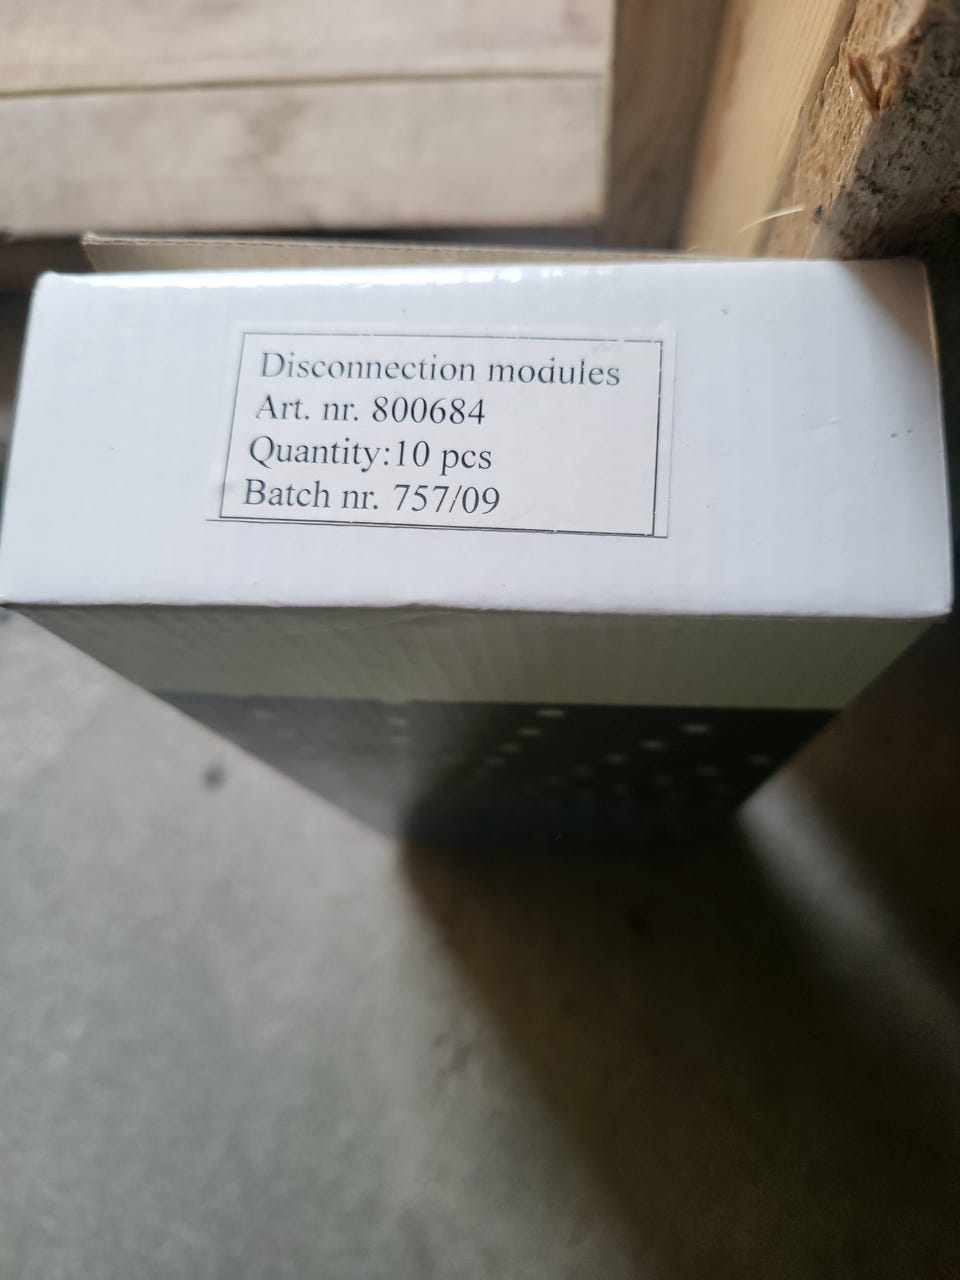 Disconnection modules
Art. nr. 800684
Quantity:10 pcs
Batch nr. 757/09